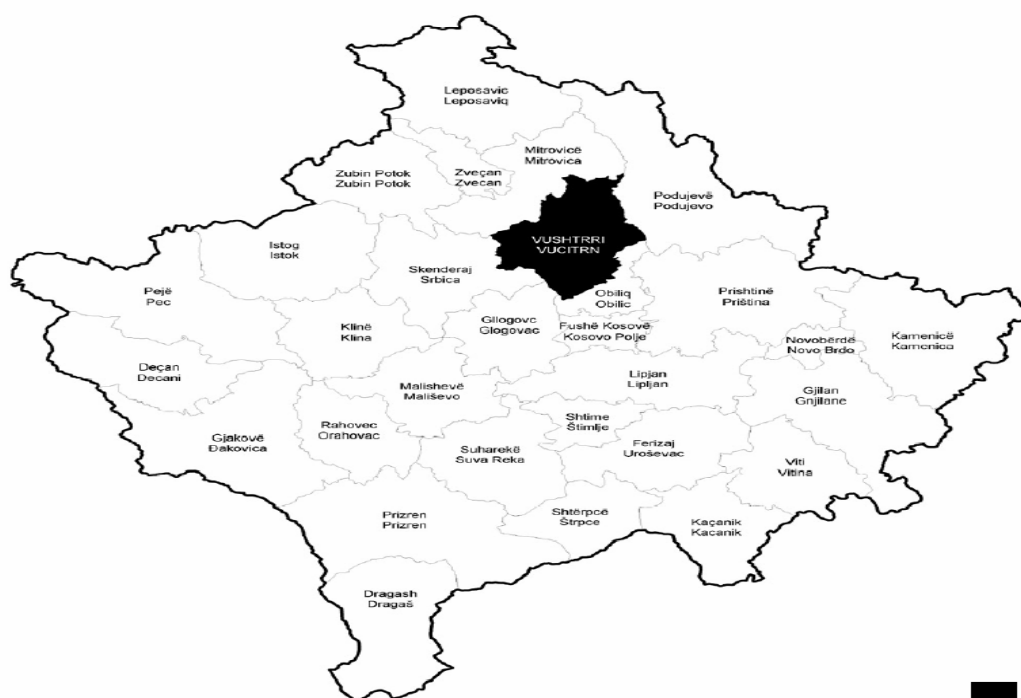 Leposavic
Leposaviq
Mitrovicë
Mitrovica
Zubin Potok
Zubin Potok
Zveçan
Zvecan
Podujevë
Podujevo
VUSHTRRI
VUCITRN
Istog
Istok
Skenderaj
Srbica
Pejë
Pec
Obiliq
Obilic
Prishtinë
Priština
Gllogovc
Glogovac
Fushë Kosovë
Kosovo Polje
Klinë
Klina
Novobërdë
Novo Brdo
Kamenicë
Kamenica
Deçan
Decani
Lipjan
Lipljan
Malishevë
Mališevo
Gjilan
Gnjilane
Rahovec
Orahovac
Shtime
Štimlje
Gjakovë
Đakovica
Suharekë
Suva Reka
Ferizaj
Uroševac
Viti
Vitina
Prizren
Prizren
Shtërpcë
Štrpce
Kaçanik
Kacanik
Dragash
Dragaš